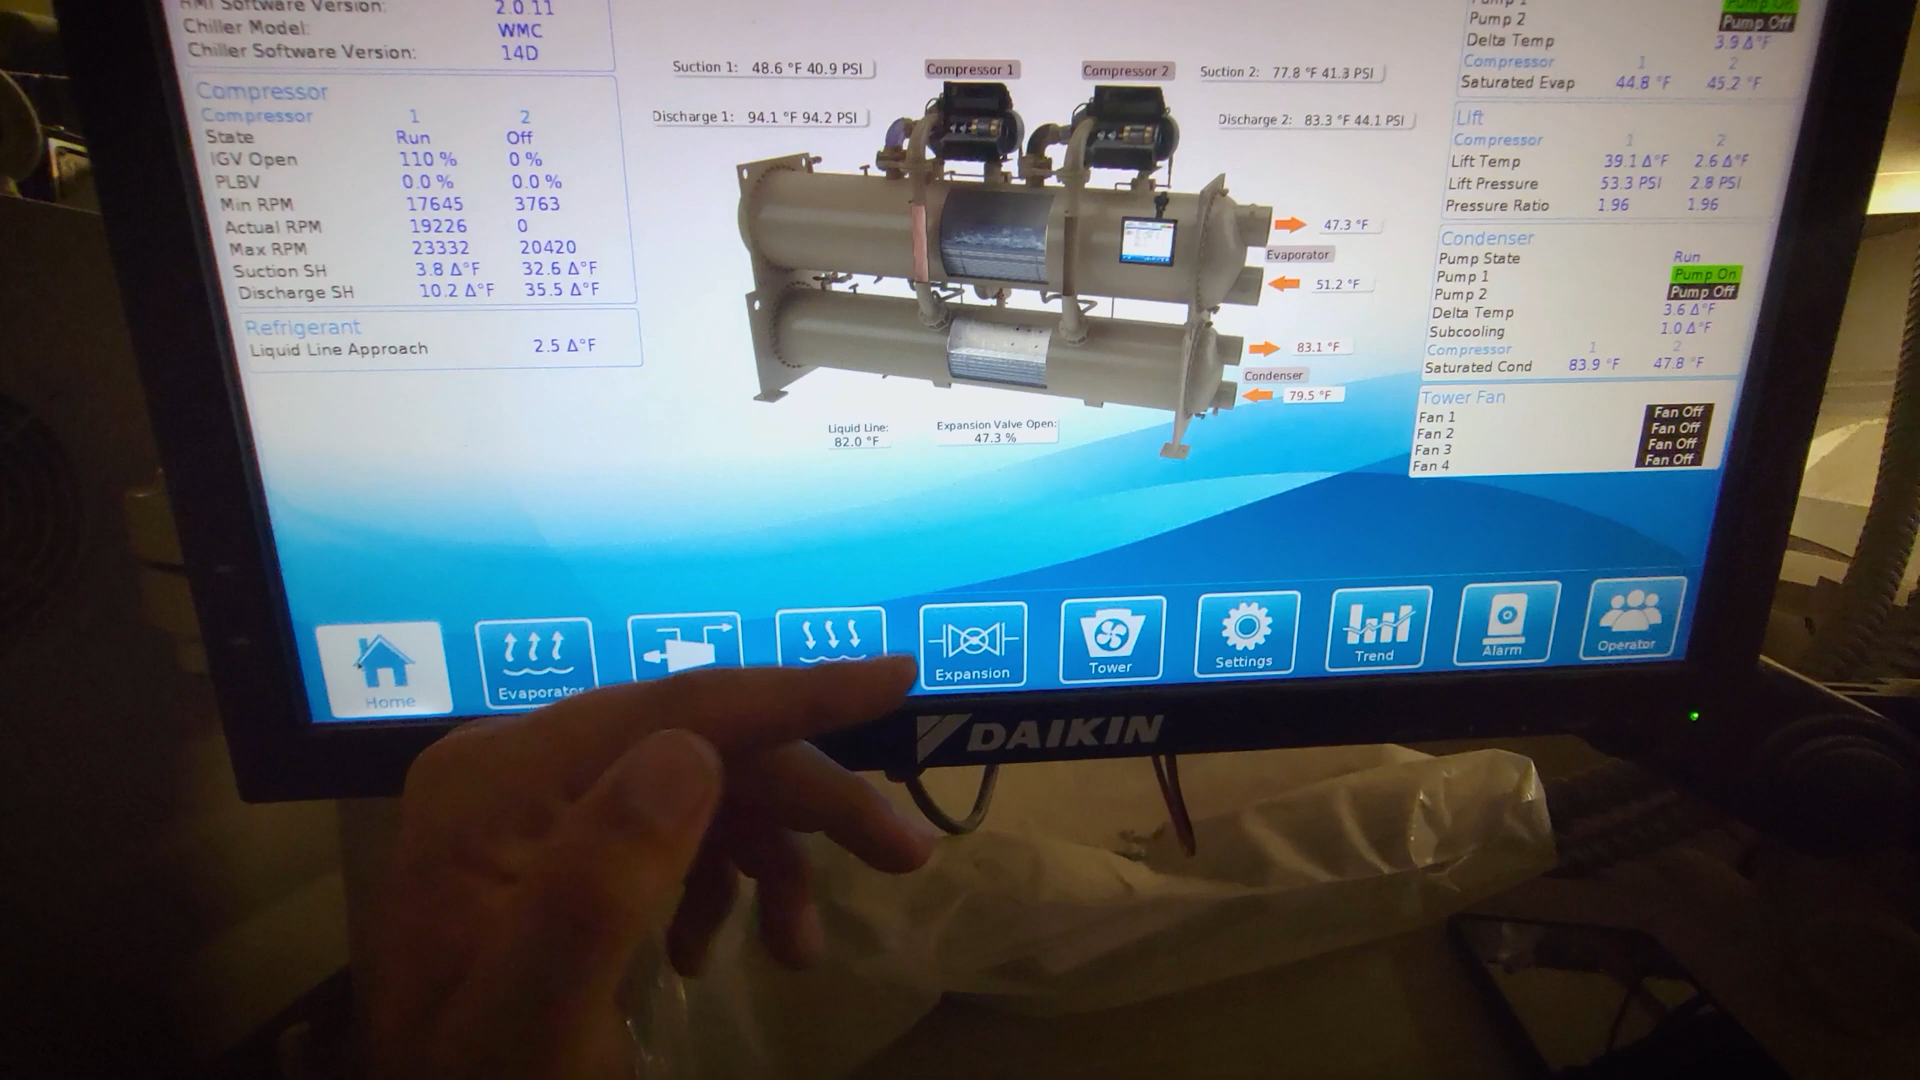 HMI Software Version: 2.0.11
Chiller Model: WMC
Chiller Software Version: 14D
Compressor
Compressor 1 2
State Run Off
IGV Open 110 % 0 %
PLBV 0.0 % 0.0 %
Min RPM 17645 3763
Actual RPM 19226 0
Max RPM 23332 20420
Suction SH 3.8 Δ°F 32.6 Δ°F
Discharge SH 10.2 Δ°F 35.5 Δ°F
Refrigerant
Liquid Line Approach 2.5 Δ°F
Suction 1: 48.6 °F 40.9 PSI
Compressor 1
Compressor 2
Suction 2: 77.8 °F 41.3 PSI
Discharge 1: 94.1 °F 94.2 PSI
Discharge 2: 83.3 °F 44.1 PSI
47.3 °F
Evaporator
51.2 °F
83.1 °F
Condenser
79.5 °F
Liquid Line:
82.0 °F
Expansion Valve Open:
47.3 %
Pump 1 Pump On
Pump 2 Pump Off
Delta Temp 3.9 Δ°F
Compressor 1 2
Saturated Evap 44.8 °F 45.2 °F
Lift
Compressor 1 2
Lift Temp 39.1 Δ°F 2.6 Δ°F
Lift Pressure 53.3 PSI 2.8 PSI
Pressure Ratio 1.96 1.96
Condenser
Pump State Run
Pump 1 Pump On
Pump 2 Pump Off
Delta Temp 3.6 Δ°F
Subcooling 1.0 Δ°F
Compressor 1 2
Saturated Cond 83.9 °F 47.8 °F
Tower Fan
Fan 1 Fan Off
Fan 2 Fan Off
Fan 3 Fan Off
Fan 4 Fan Off
Home
Evaporator
Expansion
Tower
Settings
Trend
Alarm
Operator
DAIKIN